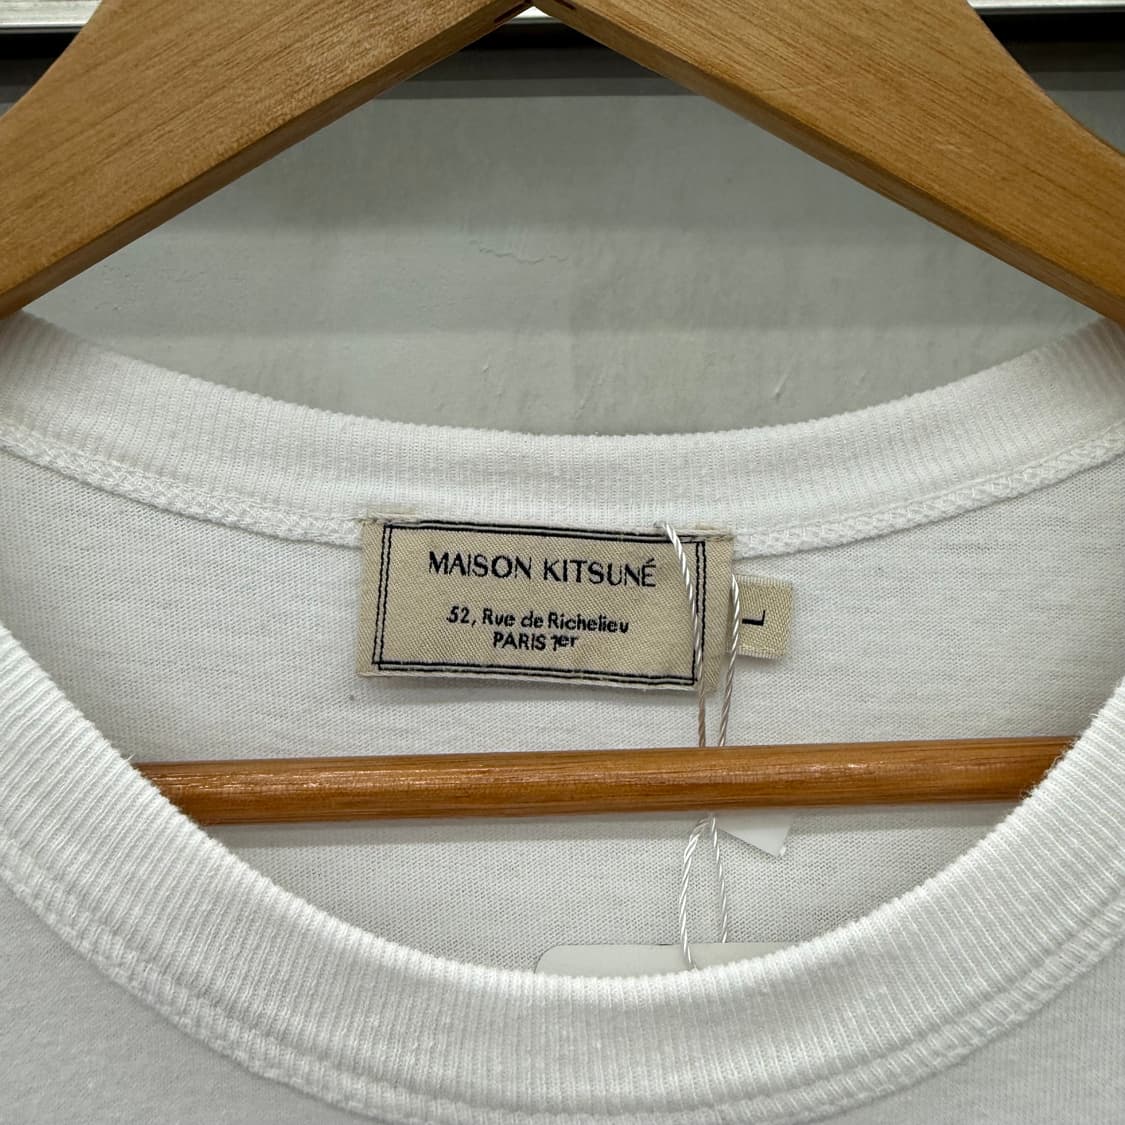 MAISON KITSUNÉ
52, Rue de Richelieu
PARIS 1er
L